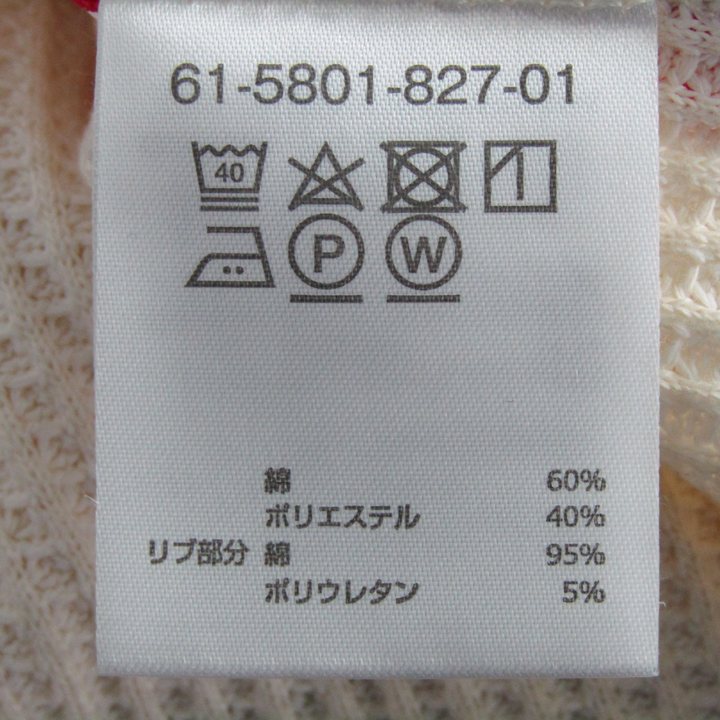 61-5801-827-01
40
P W
綿 60%
ポリエステル 40%
リブ部分 綿 95%
ポリウレタン 5%